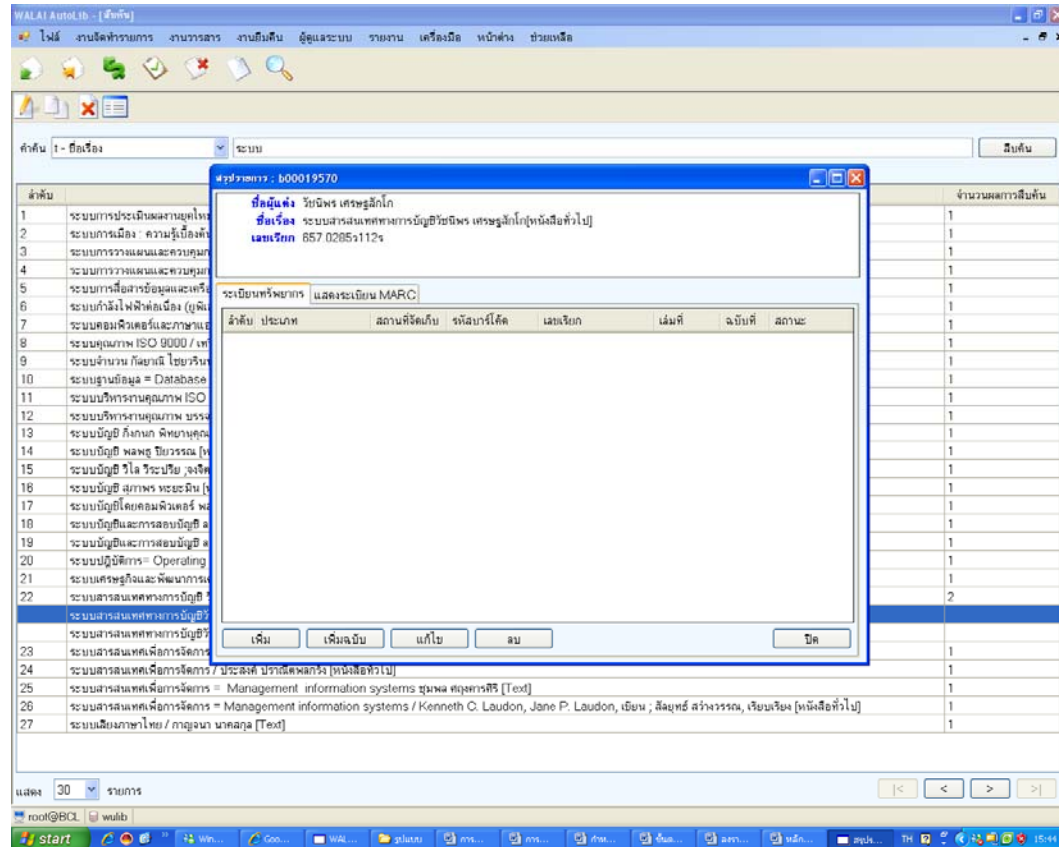 WALAI AutoLib - [สืบค้น]
ไฟล์ งานจัดทำรายการ งานวารสาร งานยืมคืน ผู้ดูแลระบบ รายงาน เครื่องมือ หน้าต่าง ช่วยเหลือ
คำค้น t - ชื่อเรื่อง ระบบ สืบค้น
สรุปรายการ : b00019570
ชื่อผู้แต่ง วัชนีพร เศรษฐสักโก
ชื่อเรื่อง ระบบสารสนเทศทางการบัญชีวัชนีพร เศรษฐสักโก[หนังสือทั่วไป]
เลขเรียก 657.0285ว112ร
ระเบียนทรัพยากร แสดงระเบียน MARC
ลำดับ ประเภท สถานที่จัดเก็บ รหัสบาร์โค้ด เลขเรียก เล่มที่ ฉบับที่ สถานะ
เพิ่ม เพิ่มฉบับ แก้ไข ลบ ปิด
ลำดับ จำนวนผลการสืบค้น
1 ระบบการประเมินผลงานยุคใหม่ 1
2 ระบบการเมือง : ความรู้เบื้องต้น 1
3 ระบบการวางแผนและควบคุมก 1
4 ระบบการวางแผนและควบคุมก 1
5 ระบบการสื่อสารข้อมูลและเครือ 1
6 ระบบกำลังไฟฟ้าต่อเนื่อง 1
7 ระบบคอมพิวเตอร์และภาษาแอ 1
8 ระบบคุณภาพ ISO 9000 / 1
9 ระบบจำนวน กัลยาณี 1
10 ระบบฐานข้อมูล = Database 1
11 ระบบบริหารงานคุณภาพ ISO 1
12 ระบบบริหารงานคุณภาพ บรรจ 1
13 ระบบบัญชี กิ่งกนก พิทยานุคุณ 1
14 ระบบบัญชี พลพธู ปียวรรณ 1
15 ระบบบัญชี วิไล วีระปรีย ;จงจิต 1
16 ระบบบัญชี สุภาพร 1
17 ระบบบัญชีโดยคอมพิวเตอร์ 1
18 ระบบบัญชีและการสอบบัญชี ส 1
19 ระบบบัญชีและการสอบบัญชี ส 1
20 ระบบปฏิบัติการ= Operating 1
21 ระบบเศรษฐกิจและพัฒนาการเ 1
22 ระบบสารสนเทศทางการบัญชี 2
ระบบสารสนเทศทางการบัญชีวั
ระบบสารสนเทศทางการบัญชีวั
23 ระบบสารสนเทศเพื่อการจัดการ 1
24 ระบบสารสนเทศเพื่อการจัดการ / ประสงค์ ปราณีตพลกรัง [หนังสือทั่วไป] 1
25 ระบบสารสนเทศเพื่อการจัดการ = Management information systems ชุมพล ศฤงคารศิริ [Text] 1
26 ระบบสารสนเทศเพื่อการจัดการ = Management information systems / Kenneth C. Laudon, Jane P. Laudon, เขียน ; สัลยุทธ์ สว่างวรรณ, เรียบเรียง [หนังสือทั่วไป] 1
27 ระบบเสียงภาษาไทย / กาญจนา นาคสกุล [Text] 1
แสดง 30 รายการ |< < > >|
root@BCL wulib
start Win... Goo... WAL... รูปแบบ การ... การ... กำห... ขั้นต... หลัก... สรุปร... TH 15:44